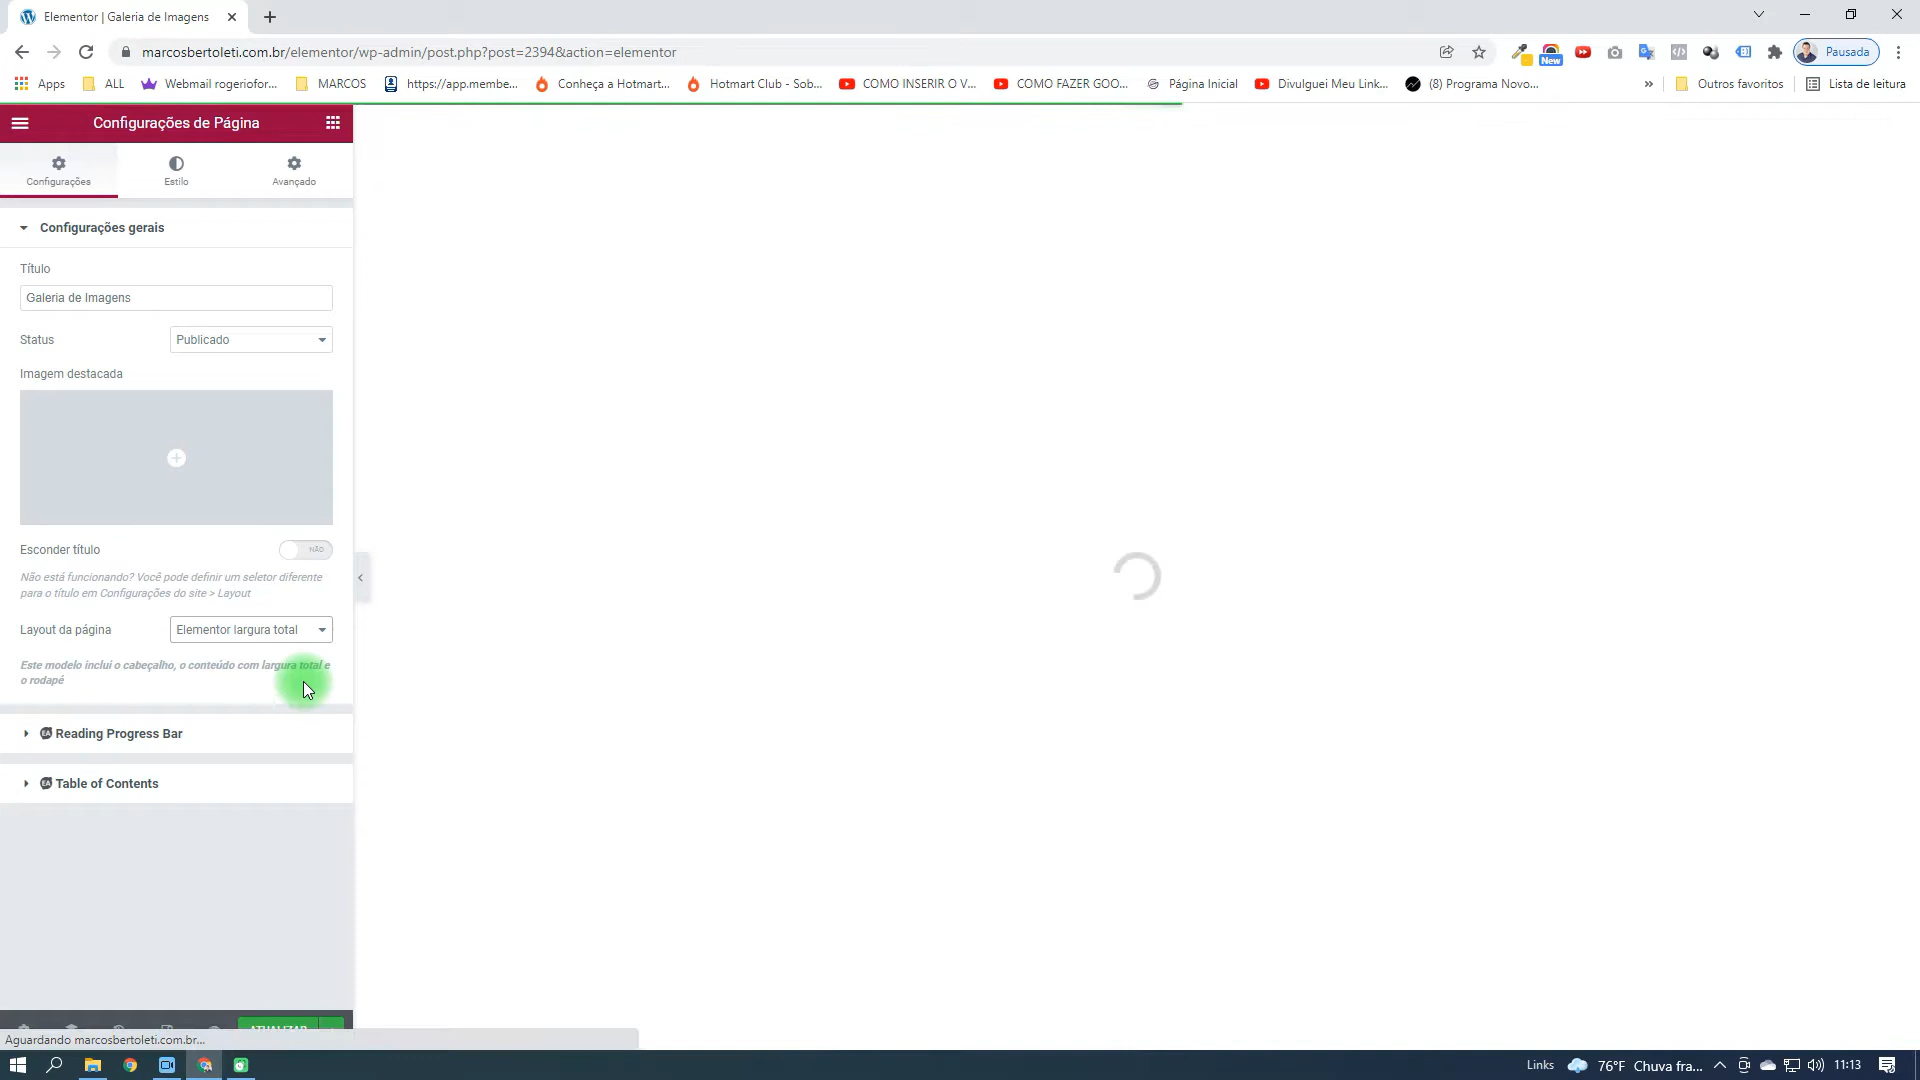 Elementor | Galeria de Imagens
marcosbertoleti.com.br/elementor/wp-admin/post.php?post=2394&action=elementor
New
Pausada
Apps
ALL
Webmail rogeriofor...
MARCOS
https://app.membe...
Conheça a Hotmart...
Hotmart Club - Sob...
COMO INSERIR O V...
COMO FAZER GOO...
Página Inicial
Divulguei Meu Link...
(8) Programa Novo...
»
Outros favoritos
Lista de leitura
Configurações de Página
Configurações
Estilo
Avançado
Configurações gerais
Título
Galeria de Imagens
Status
Publicado
Imagem destacada
Esconder título
NÃO
Não está funcionando? Você pode definir um seletor diferente
para o título em Configurações do site > Layout
Layout da página
Elementor largura total
Este modelo inclui o cabeçalho, o conteúdo com largura total e
o rodapé
EA Reading Progress Bar
EA Table of Contents
ATUALIZAR
Aguardando marcosbertoleti.com.br...
Links
76°F Chuva fra...
11:13